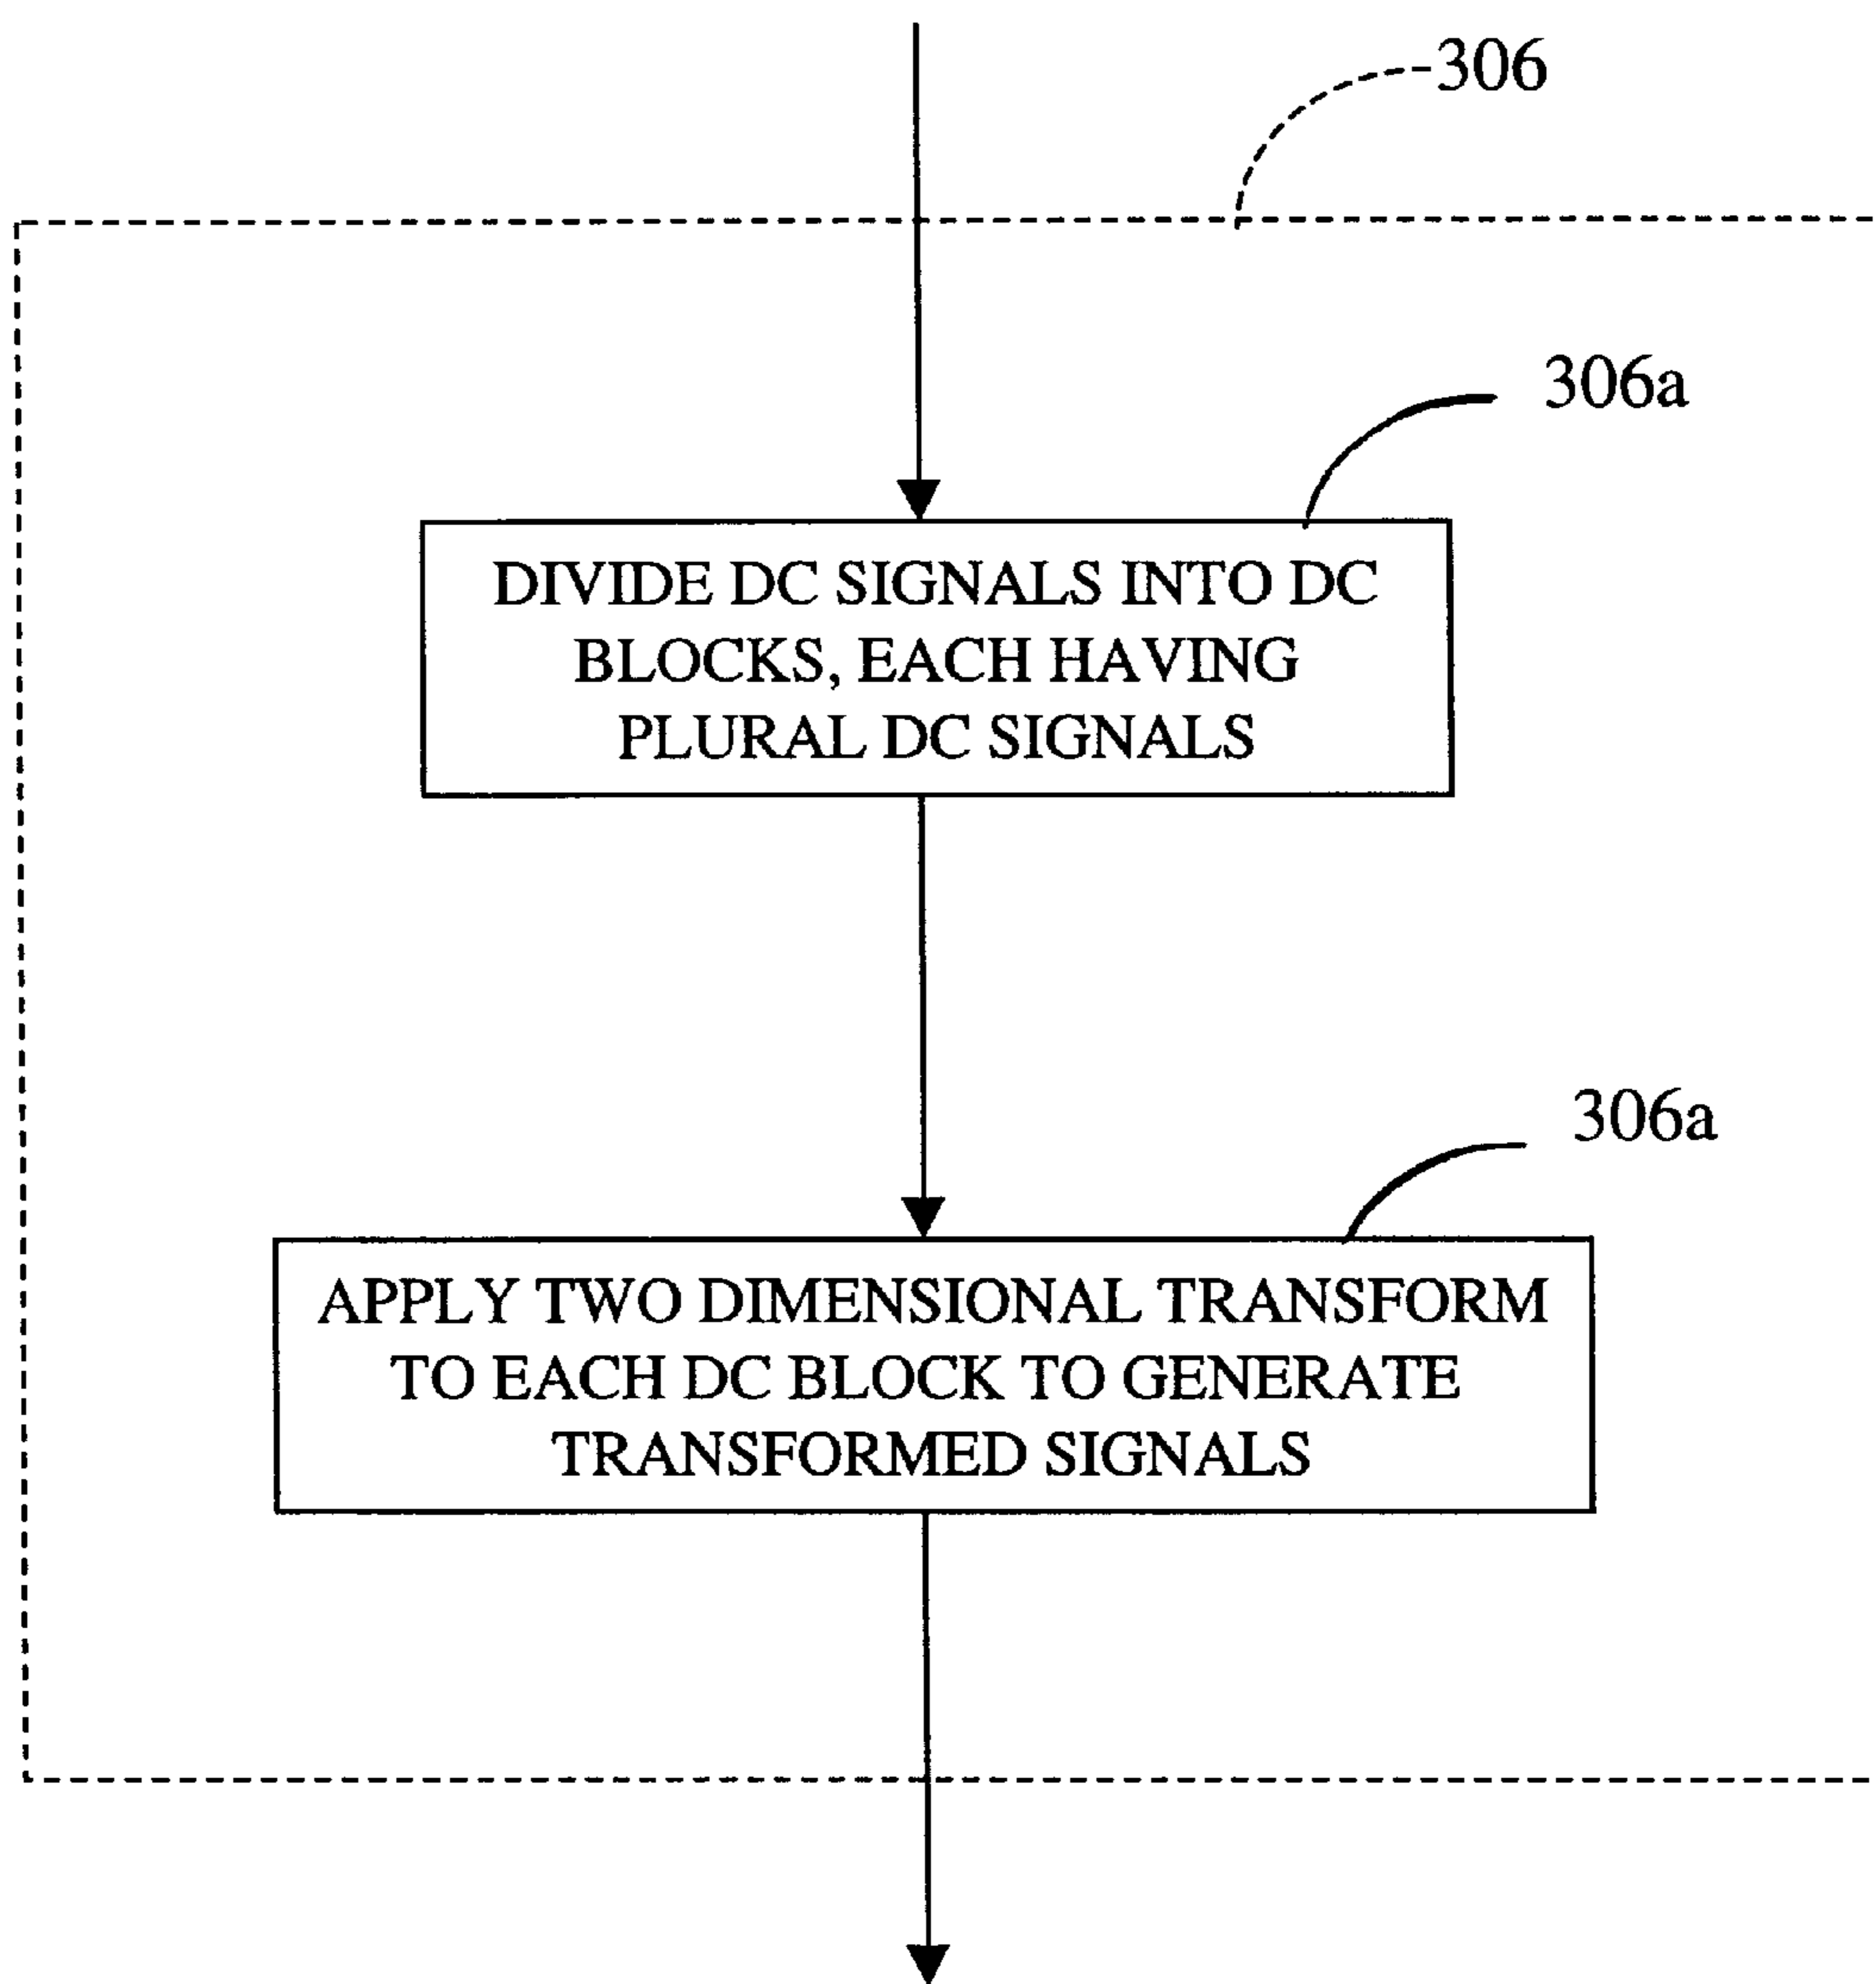 306
306a
DIVIDE DC SIGNALS INTO DC
BLOCKS, EACH HAVING
PLURAL DC SIGNALS
306a
APPLY TWO DIMENSIONAL TRANSFORM
TO EACH DC BLOCK TO GENERATE
TRANSFORMED SIGNALS